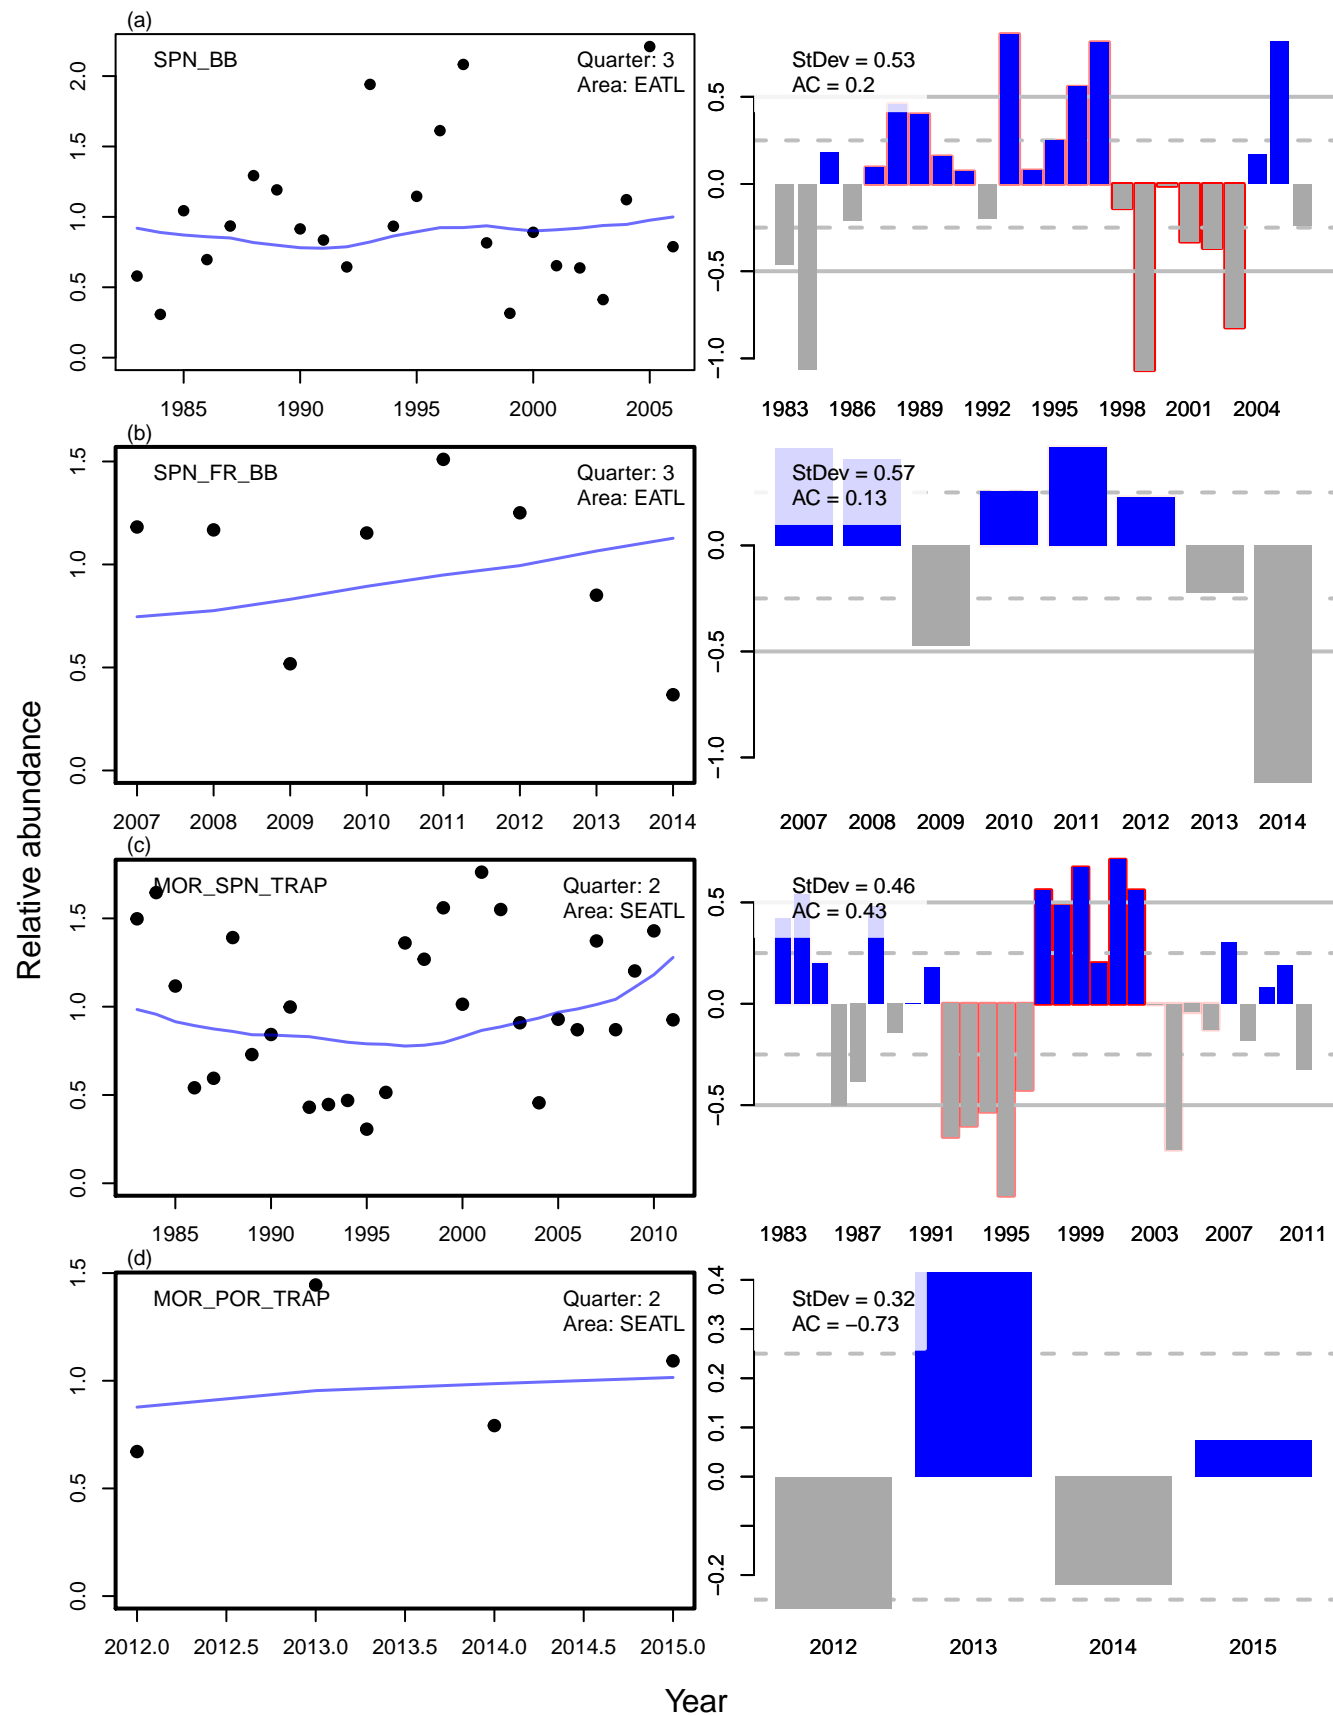 (a)
SPN_BB
Quarter: 3
Area: EATL
0.0 0.5 1.0 1.5 2.0
1985 1990 1995 2000 2005
StDev = 0.53
AC = 0.2
−1.0 −0.5 0.0 0.5
1983 1986 1989 1992 1995 1998 2001 2004
(b)
SPN_FR_BB
Quarter: 3
Area: EATL
0.0 0.5 1.0 1.5
2007 2008 2009 2010 2011 2012 2013 2014
StDev = 0.57
AC = 0.13
−1.0 −0.5 0.0
2007 2008 2009 2010 2011 2012 2013 2014
Relative abundance
(c)
MOR_SPN_TRAP
Quarter: 2
Area: SEATL
0.0 0.5 1.0 1.5
1985 1990 1995 2000 2005 2010
StDev = 0.46
AC = 0.43
−0.5 0.0 0.5
1983 1987 1991 1995 1999 2003 2007 2011
(d)
MOR_POR_TRAP
Quarter: 2
Area: SEATL
0.0 0.5 1.0 1.5
2012.0 2012.5 2013.0 2013.5 2014.0 2014.5 2015.0
StDev = 0.32
AC = −0.73
−0.2 0.0 0.1 0.2 0.3 0.4
2012 2013 2014 2015
Year